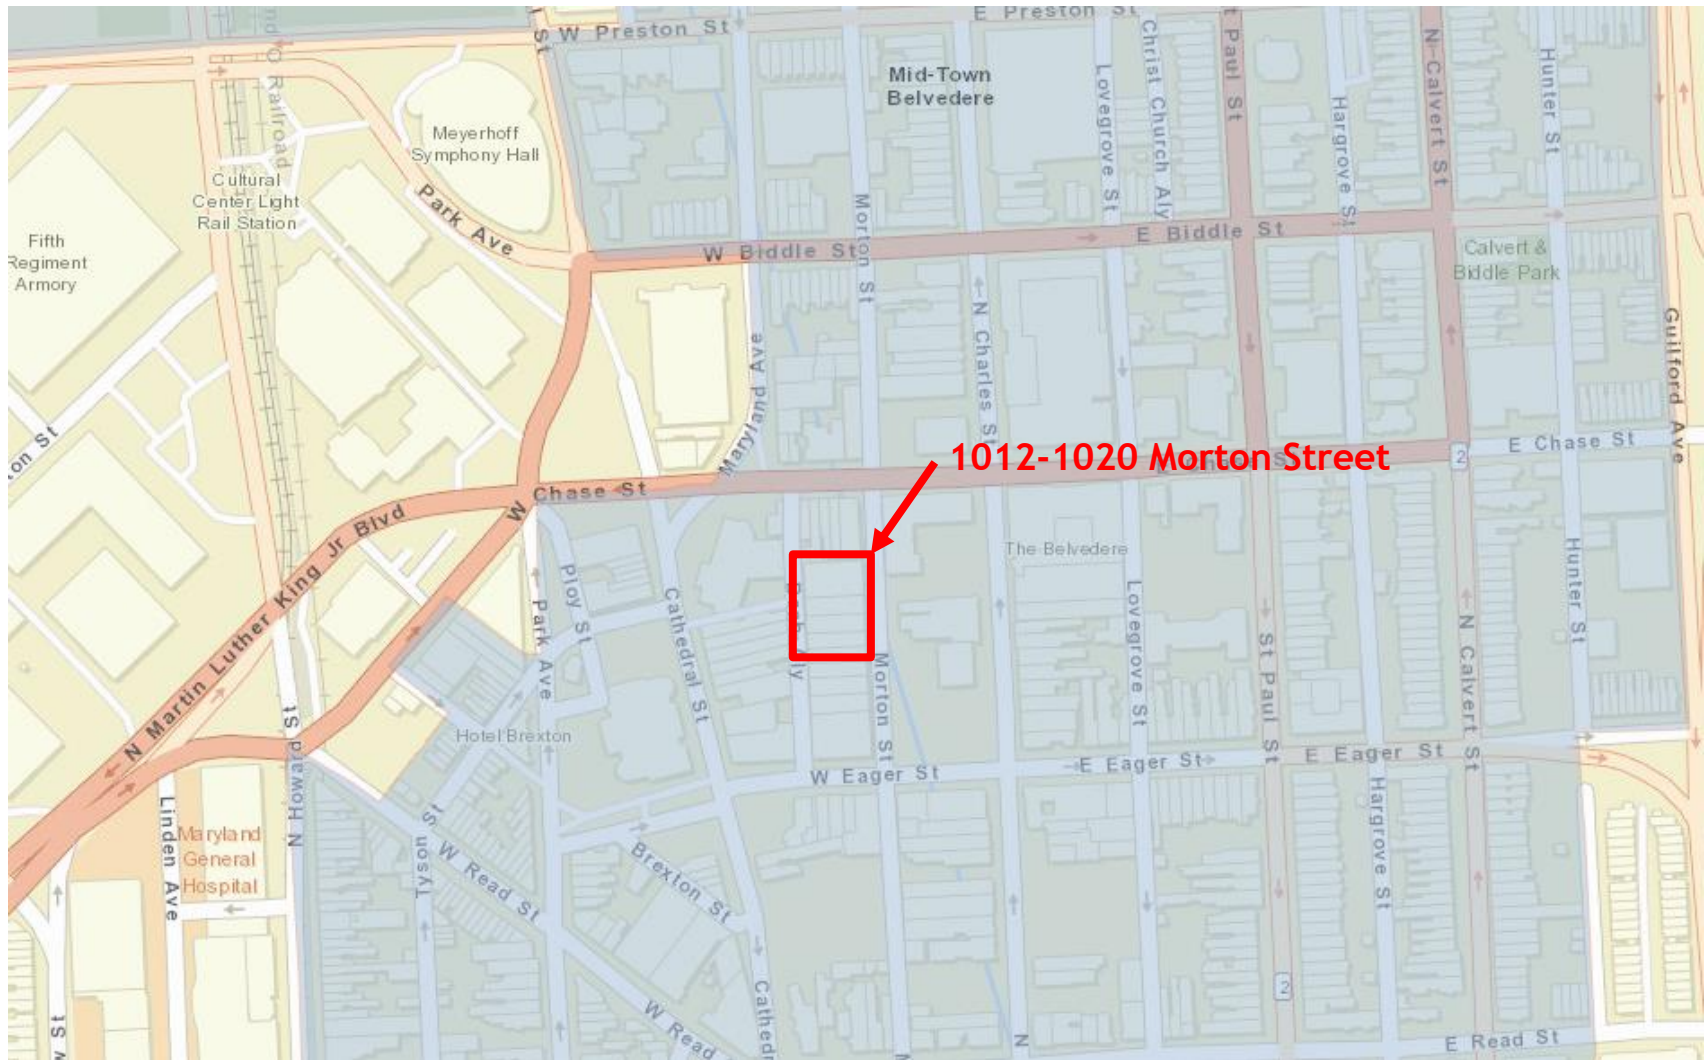 W Preston St
E Preston St
Mid-Town
Belvedere
Meyerhoff
Symphony Hall
Cultural
Center Light
Rail Station
Fifth
Regiment
Armory
Park Ave
Railroad
St
Lovegrove St
Christ Church Aly
Paul St
Hargrove St
N Calvert St
Hunter St
Morton St
W Biddle St
E Biddle St
Calvert &
Biddle Park
N Charles St
Maryland Ave
Guilford Ave
1012-1020 Morton Street
E Chase St
2
W Chase St
N Martin Luther King Jr Blvd
The Belvedere
Ploy St
Park Ave
Cathedral St
Morton St
Lovegrove St
St Paul St
N Calvert St
Hunter St
Hotel Brexton
N Howard St
W Eager St
E Eager St
E Eager St
Linden Ave
Maryland
General
Hospital
Tyson St
W Read St
Brexton St
Hargrove St
2
W Read
Cathed
N
E Read St